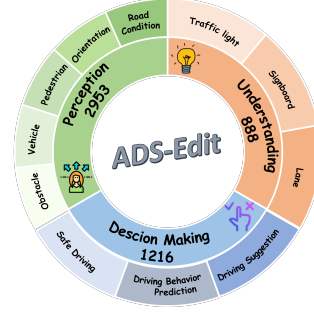 Road
Condition
Traffic light
Orientation
Signboard
Pedestrian
Perception
2953
Understanding
888
Vehicle
ADS-Edit
Lane
Obstacle
Descion Making
1216
Safe Driving
Driving Behavior
Prediction
Driving Suggestion